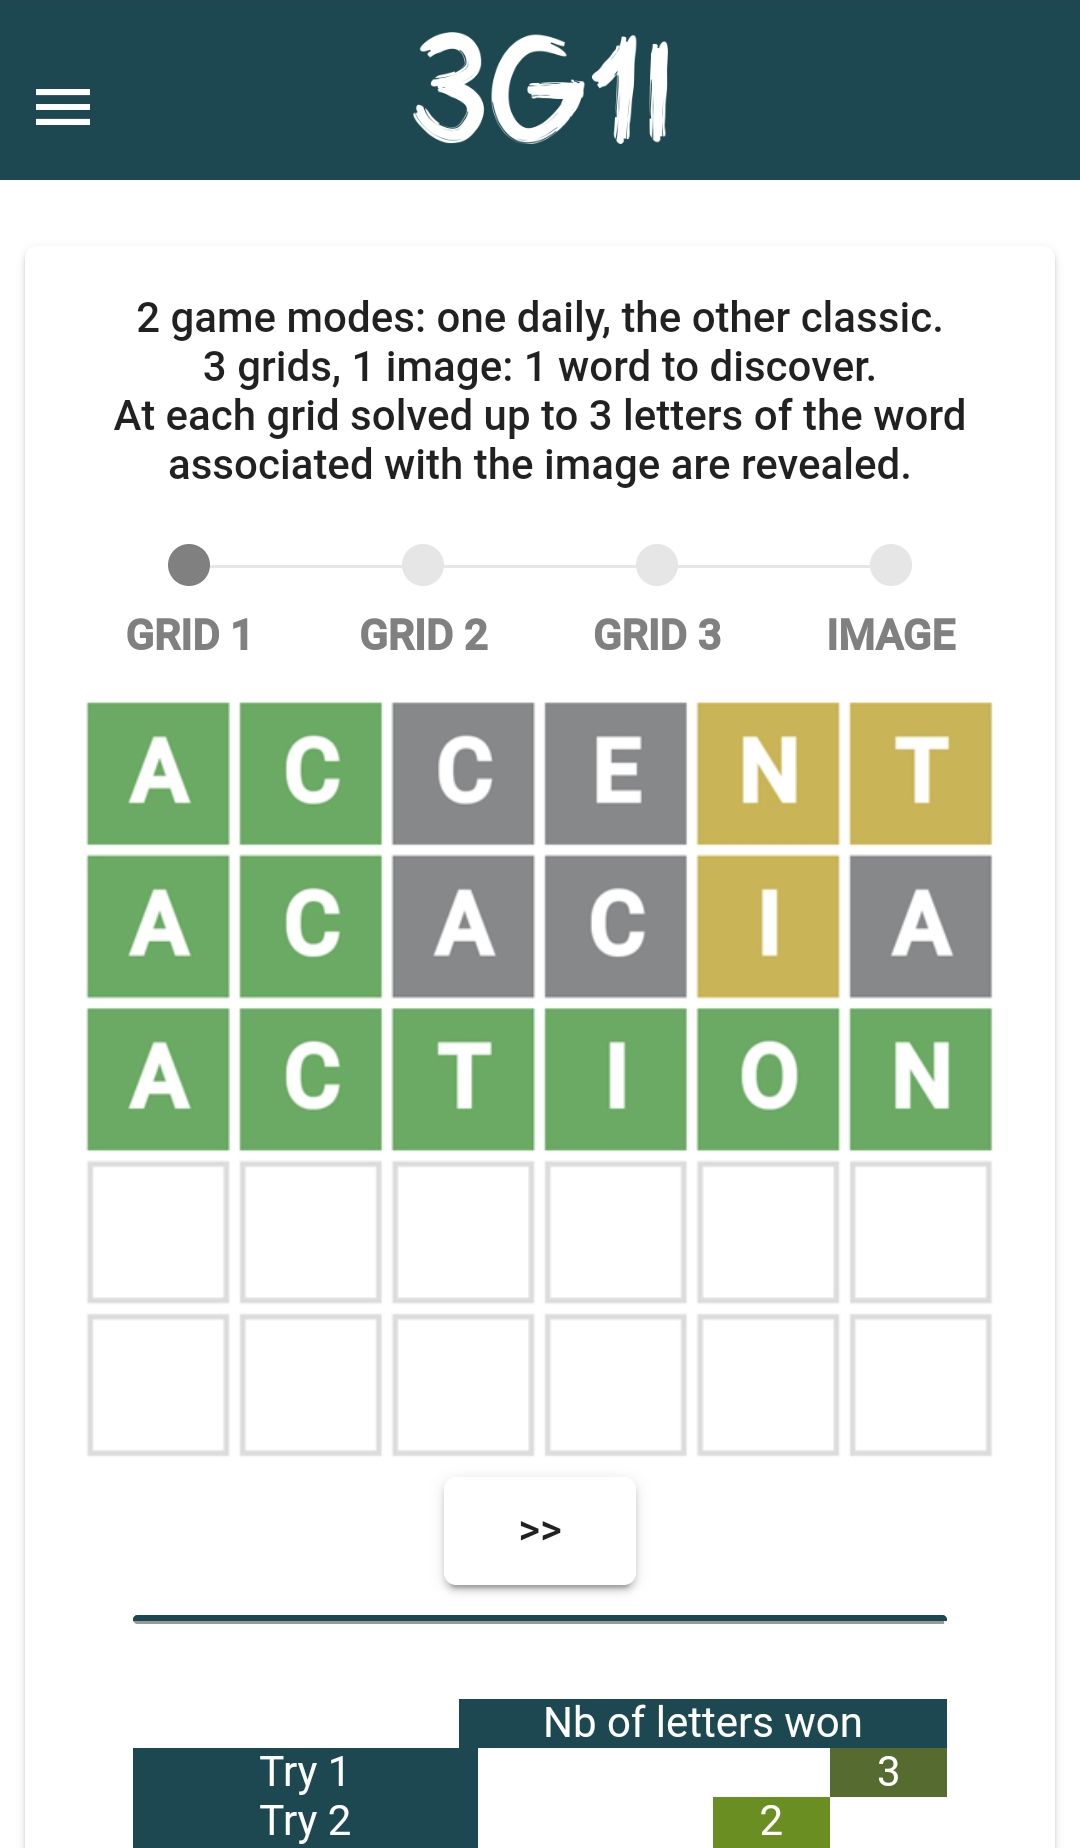 3G1I
2 game modes: one daily, the other classic.
3 grids, 1 image: 1 word to discover.
At each grid solved up to 3 letters of the word
associated with the image are revealed.
GRID 1 GRID 2 GRID 3 IMAGE
A C C E N T
A C A C I A
A C T I O N
>>
Nb of letters won
Try 1 3
Try 2 2